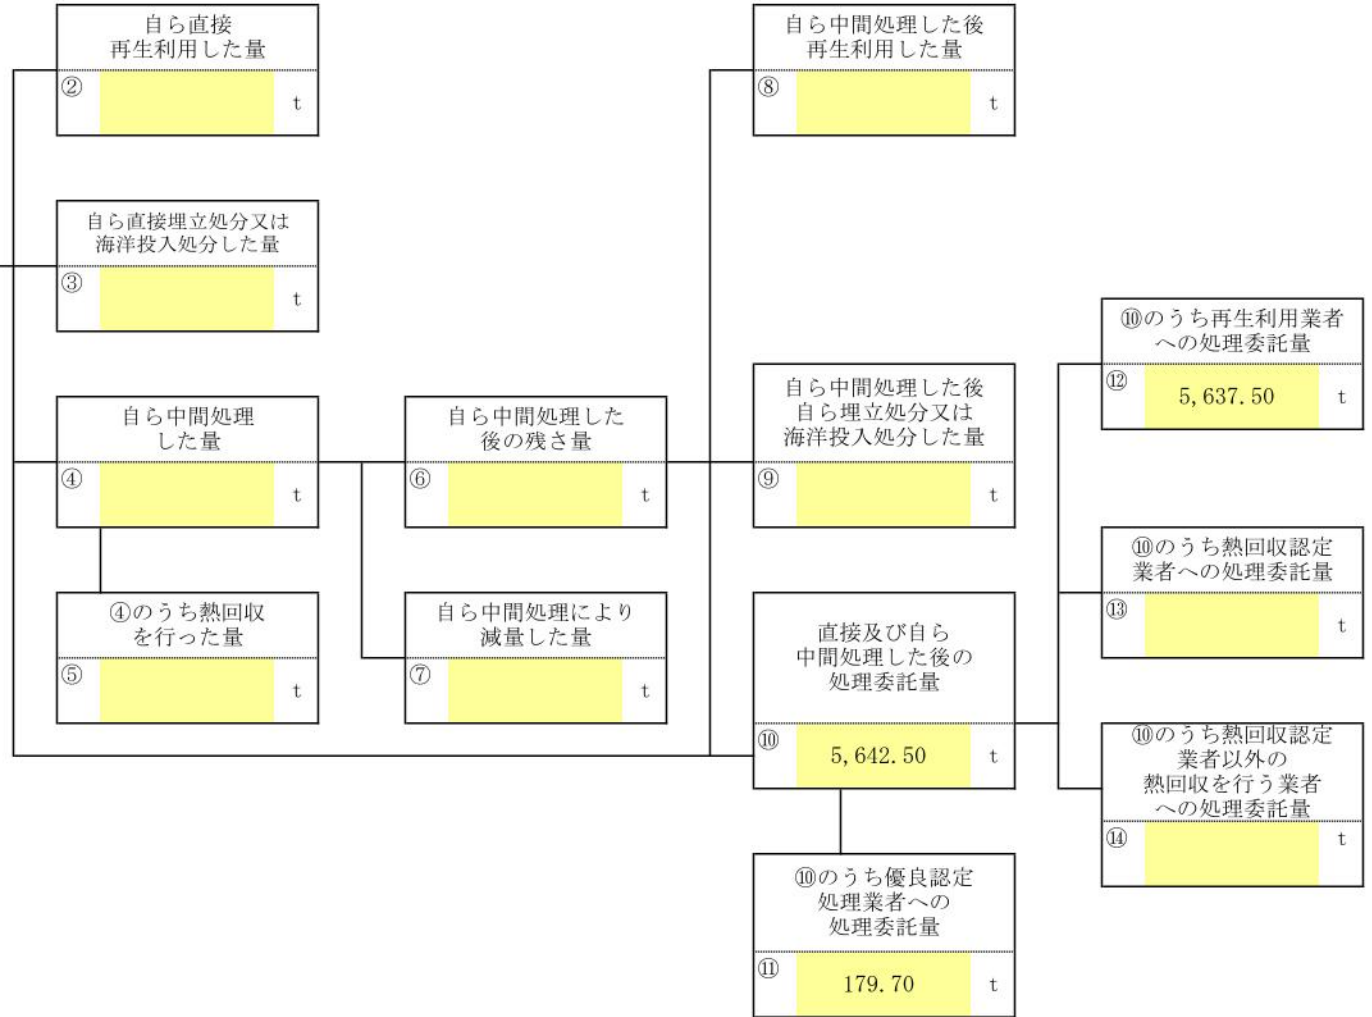 自ら直接
再生利用した量
②
t
自ら直接埋立処分又は
海洋投入処分した量
③
t
自ら中間処理
した量
④
t
④のうち熱回収
を行った量
⑤
t
自ら中間処理した
後の残さ量
⑥
t
自ら中間処理により
減量した量
⑦
t
自ら中間処理した後
再生利用した量
⑧
t
自ら中間処理した後
自ら埋立処分又は
海洋投入処分した量
⑨
t
直接及び自ら
中間処理した後の
処理委託量
⑩ 5,642.50 t
⑩のうち優良認定
処理業者への
処理委託量
⑪ 179.70 t
⑩のうち再生利用業者
への処理委託量
⑫ 5,637.50 t
⑩のうち熱回収認定
業者への処理委託量
⑬
t
⑩のうち熱回収認定
業者以外の
熱回収を行う業者
への処理委託量
⑭
t